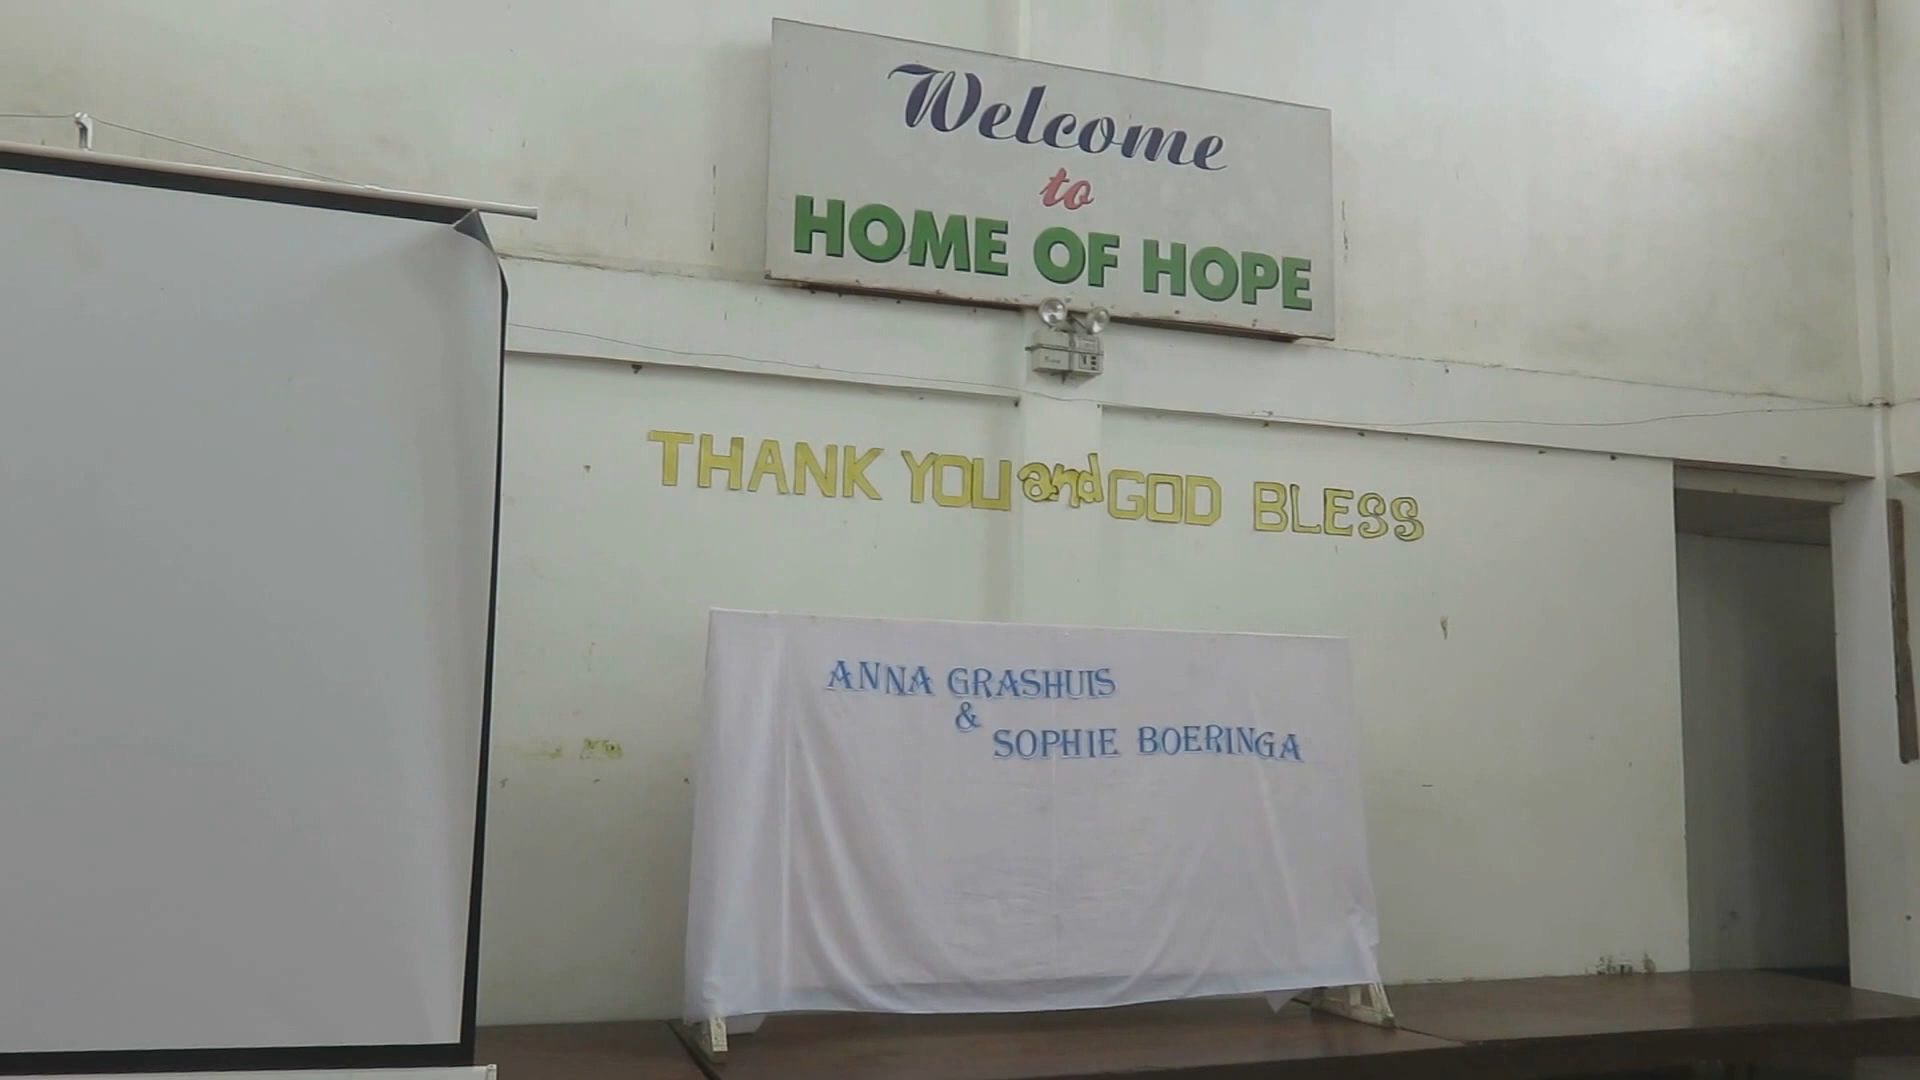 Welcome
to
HOME OF HOPE
THANK YOU and GOD BLESS
ANNA GRASHUIS
&
SOPHIE BOERINGA